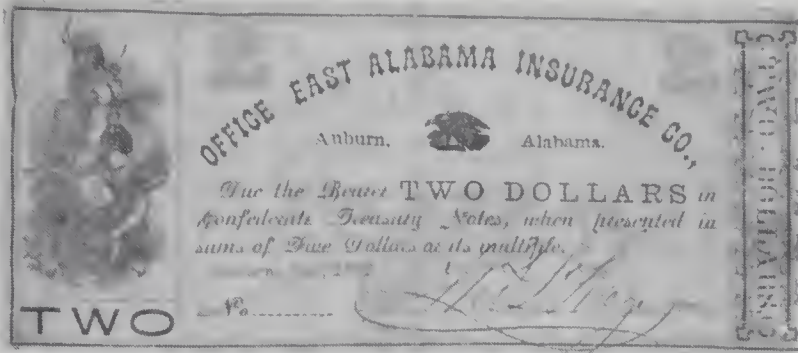 OFFICE EAST ALABAMA INSURANCE CO.,
Auburn, Alabama.
Due the Bearer TWO DOLLARS in
Confederate Treasury Notes, when presented in
sums of Five Dollars or its multiple.
No
TWO
TWO DOLLARS